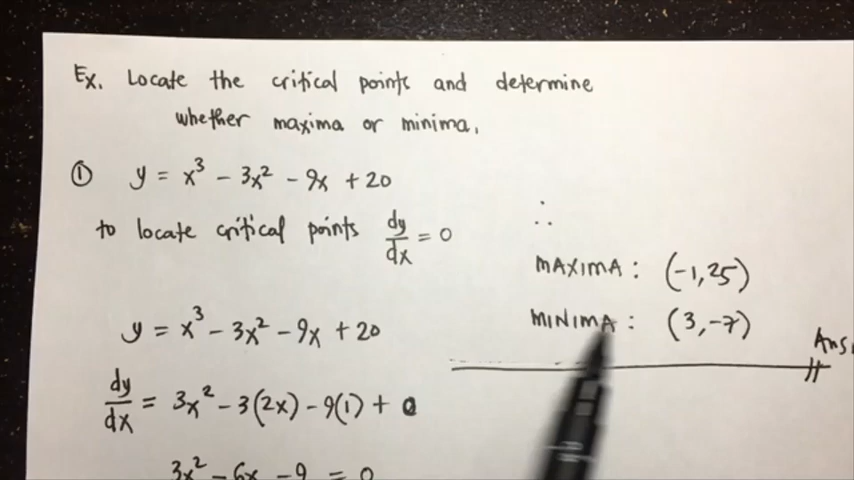 Ex. Locate the critical points and determine
whether maxima or minima.
① y = x³ - 3x² - 9x + 20
to locate critical points dy/dx = 0
y = x³ - 3x² - 9x + 20
dy/dx = 3x² - 3(2x) - 9(1) + 0
3x² - 6x - 9 = 0
∴
MAXIMA : (-1, 25)
MINIMA : (3, -7)
Ans.